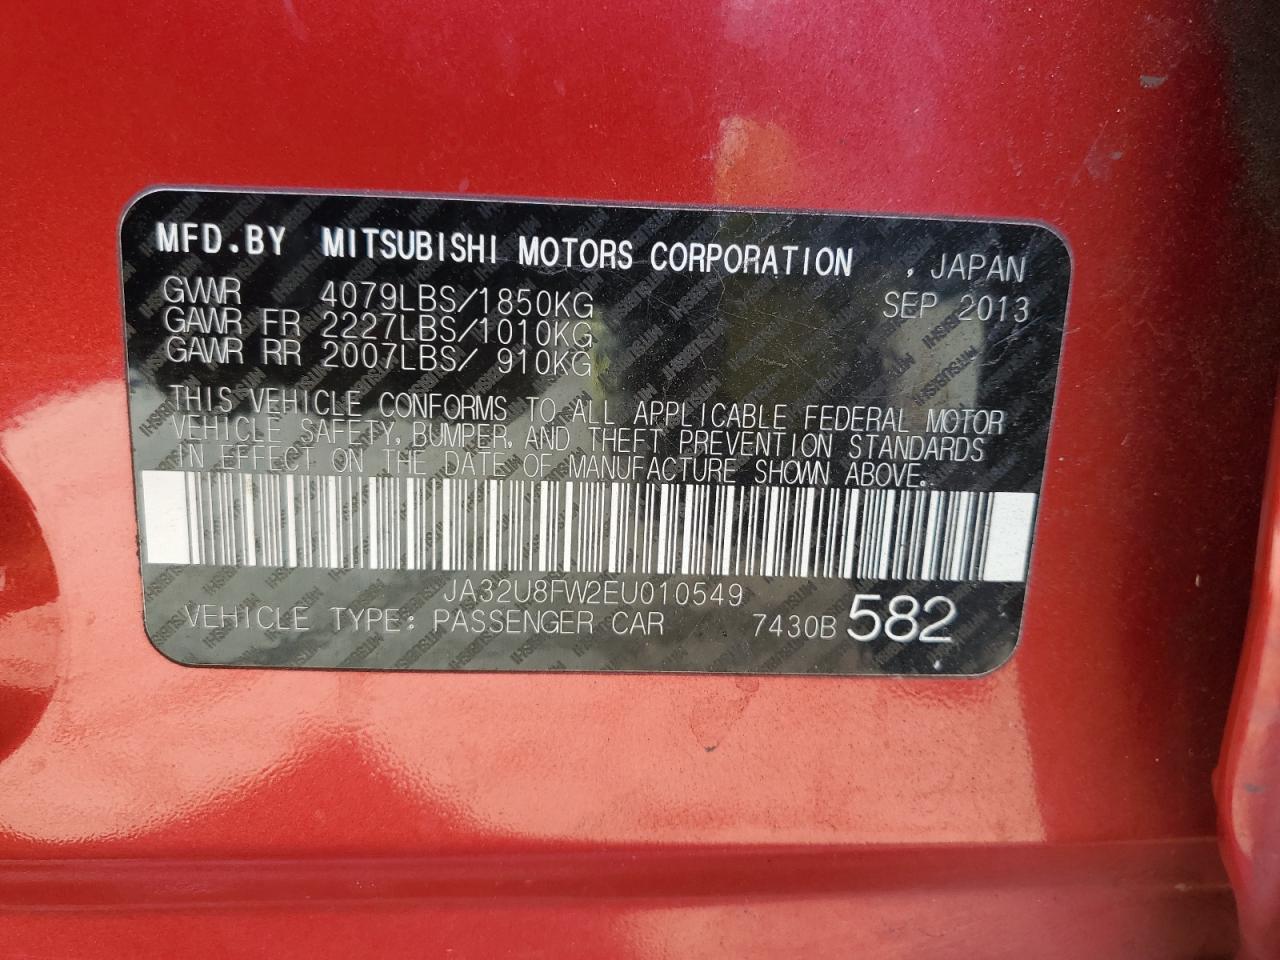 MFD.BY MITSUBISHI MOTORS CORPORATION , JAPAN
GVWR 4079LBS/1850KG SEP 2013
GAWR FR 2227LBS/1010KG
GAWR RR 2007LBS/ 910KG
THIS VEHICLE CONFORMS TO ALL APPLICABLE FEDERAL MOTOR
VEHICLE SAFETY, BUMPER, AND THEFT PREVENTION STANDARDS
IN EFFECT ON THE DATE OF MANUFACTURE SHOWN ABOVE.
JA32U8FW2EU010549
VEHICLE TYPE: PASSENGER CAR 7430B 582